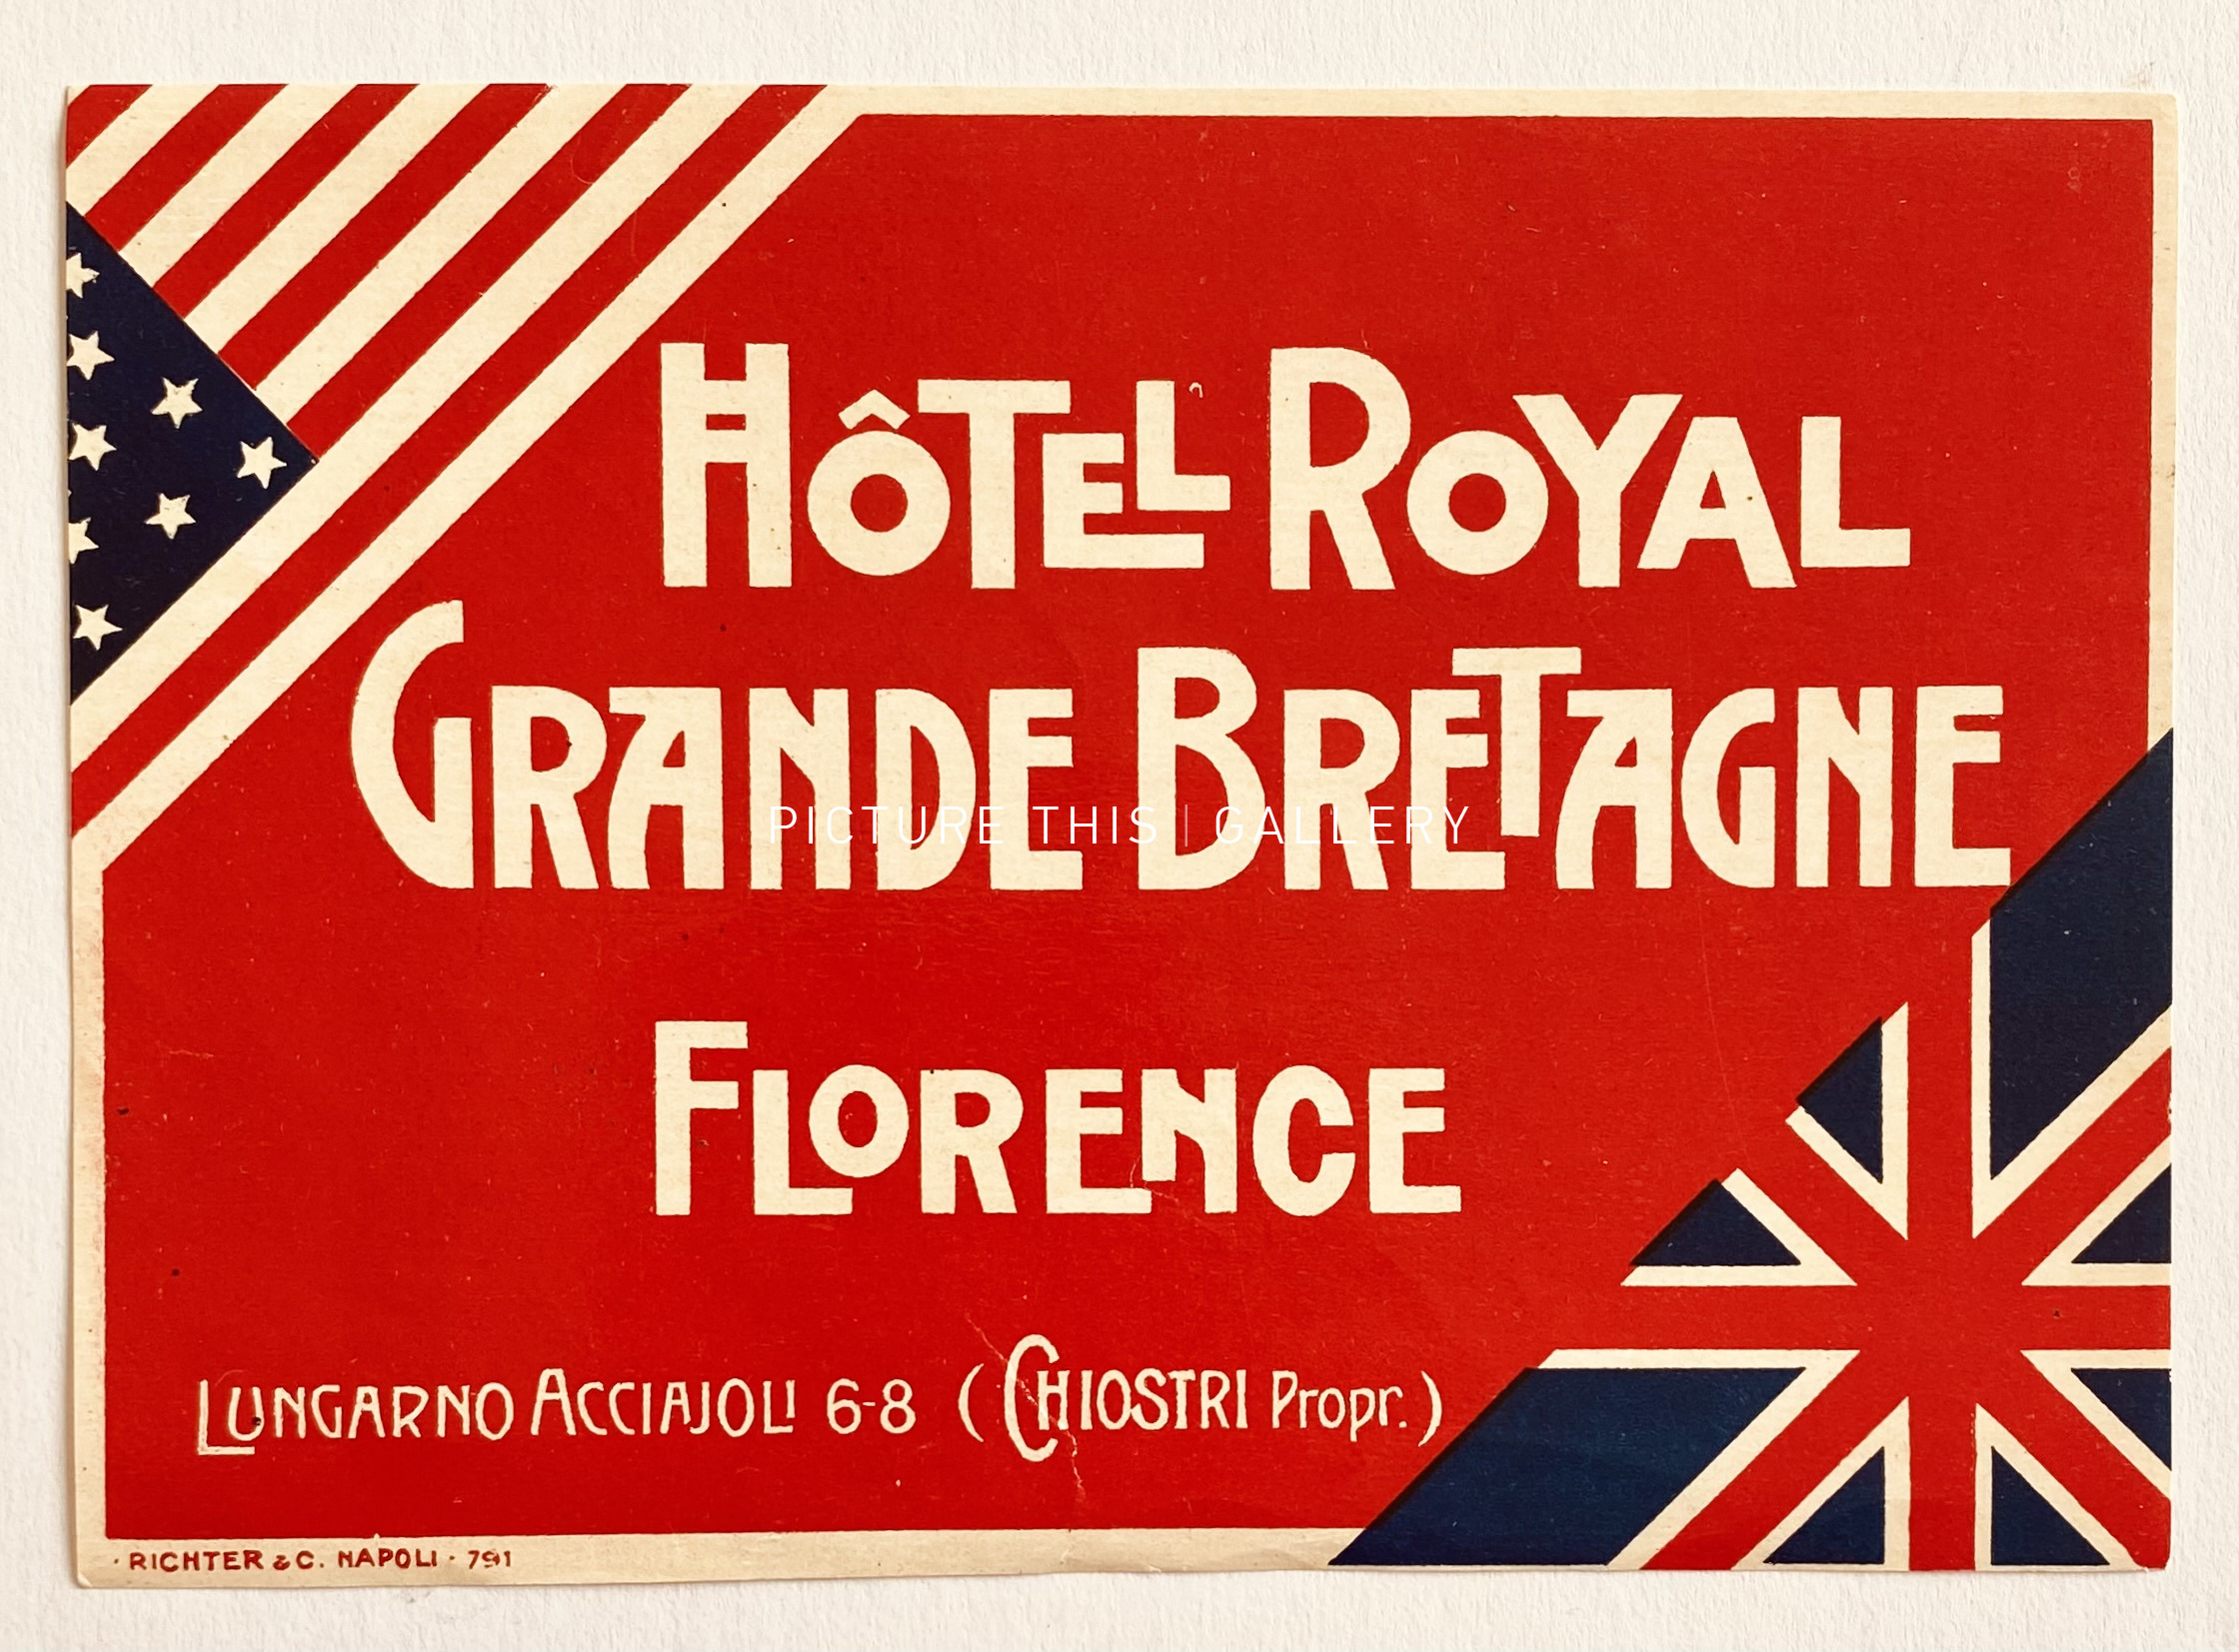 HÔTEL ROYAL
GRANDE BRETAGNE
PICTURE THIS | GALLERY
FLORENCE
LUNGARNO ACCIAJOLI 6-8 (CHIOSTRI Propr.)
· RICHTER & C. NAPOLI · 791